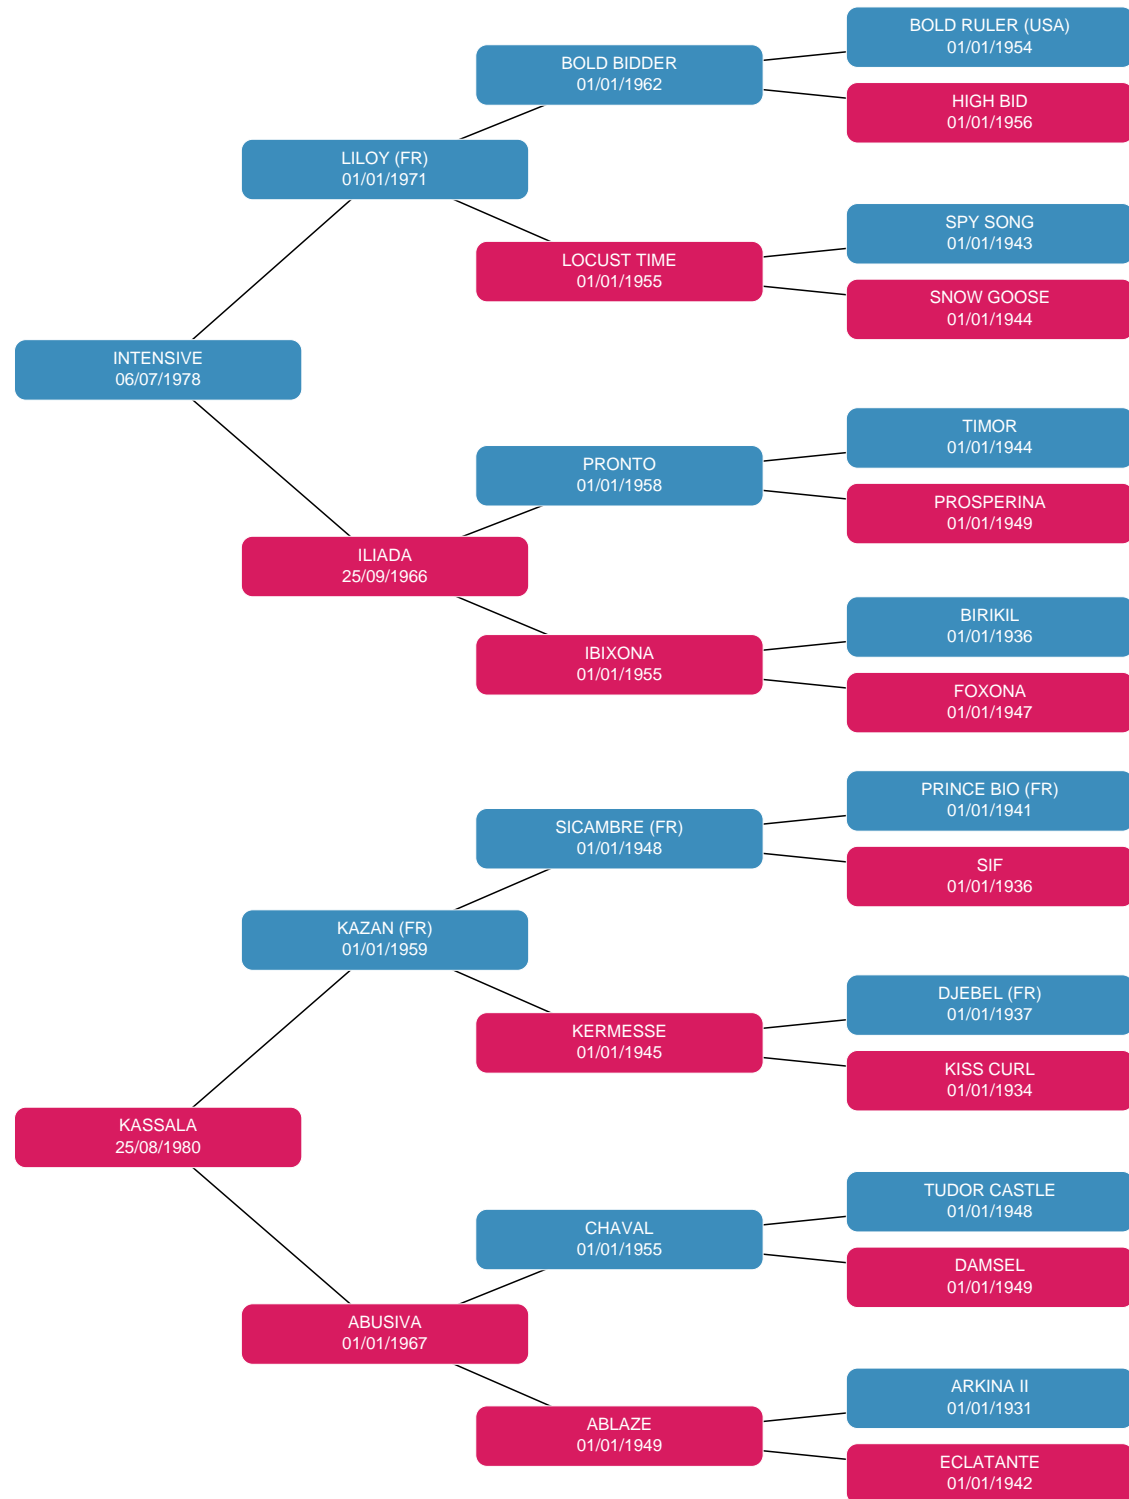 BOLD RULER (USA)
01/01/1954
BOLD BIDDER
01/01/1962
HIGH BID
01/01/1956
LILOY (FR)
01/01/1971
SPY SONG
01/01/1943
LOCUST TIME
01/01/1955
SNOW GOOSE
01/01/1944
INTENSIVE
06/07/1978
TIMOR
01/01/1944
PRONTO
01/01/1958
PROSPERINA
01/01/1949
ILIADA
25/09/1966
BIRIKIL
01/01/1936
IBIXONA
01/01/1955
FOXONA
01/01/1947
PRINCE BIO (FR)
01/01/1941
SICAMBRE (FR)
01/01/1948
SIF
01/01/1936
KAZAN (FR)
01/01/1959
DJEBEL (FR)
01/01/1937
KERMESSE
01/01/1945
KISS CURL
01/01/1934
KASSALA
25/08/1980
TUDOR CASTLE
01/01/1948
CHAVAL
01/01/1955
DAMSEL
01/01/1949
ABUSIVA
01/01/1967
ARKINA II
01/01/1931
ABLAZE
01/01/1949
ECLATANTE
01/01/1942